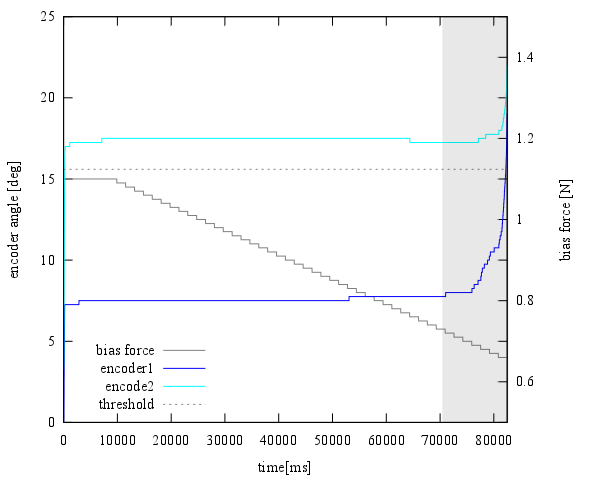 25
20
15
10
5
0
encoder angle [deg]
1.4
1.2
1
0.8
0.6
bias force [N]
bias force
encoder1
encode2
threshold
0 10000 20000 30000 40000 50000 60000 70000 80000
time[ms]